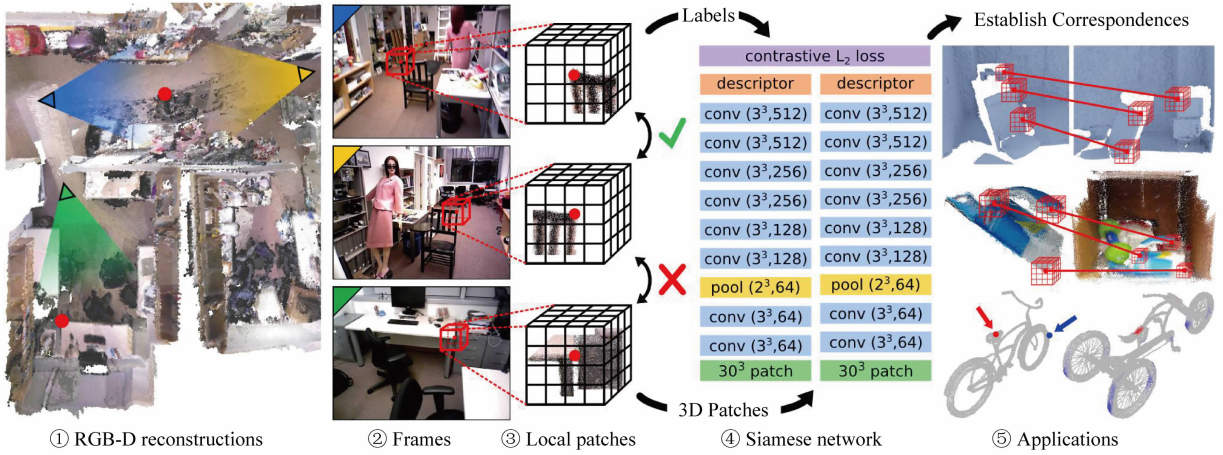 Labels
Establish Correspondences
contrastive L₂ loss
descriptor descriptor
conv (3³,512) conv (3³,512)
conv (3³,512) conv (3³,512)
conv (3³,256) conv (3³,256)
conv (3³,256) conv (3³,256)
conv (3³,128) conv (3³,128)
conv (3³,128) conv (3³,128)
pool (2³,64) pool (2³,64)
conv (3³,64) conv (3³,64)
conv (3³,64) conv (3³,64)
30³ patch 30³ patch
3D Patches
① RGB-D reconstructions ② Frames ③ Local patches ④ Siamese network ⑤ Applications